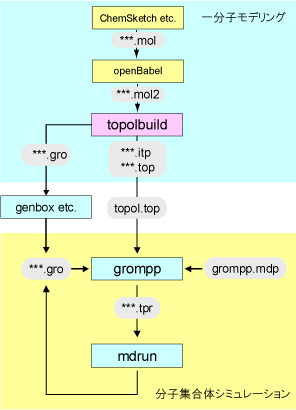 ChemSketch etc.
一分子モデリング
***.mol
openBabel
***.mol2
topolbuild
***.gro
***.itp
***.top
genbox etc.
topol.top
***.gro
grompp
grompp.mdp
***.tpr
mdrun
分子集合体シミュレーション